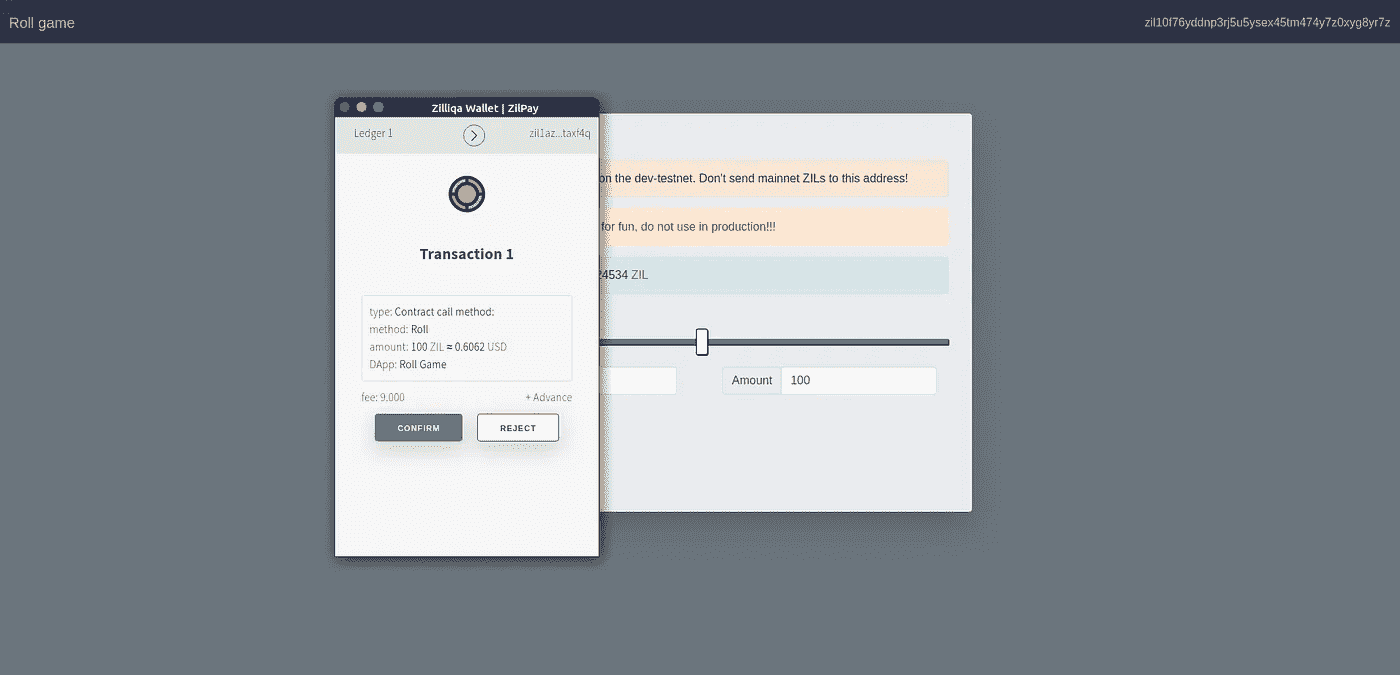 Roll game
zil10f76yddnp3rj5u5ysex45tm474y7z0xyg8yr7z
Zilliqa Wallet | ZilPay
Ledger 1
zil1az...taxf4q
Transaction 1
type: Contract call method:
method: Roll
amount: 100 ZIL ≈ 0.6062 USD
DApp: Roll Game
fee: 9.000
+ Advance
CONFIRM
REJECT
on the dev-testnet. Don't send mainnet ZILs to this address!
for fun, do not use in production!!!
24534 ZIL
Amount
100